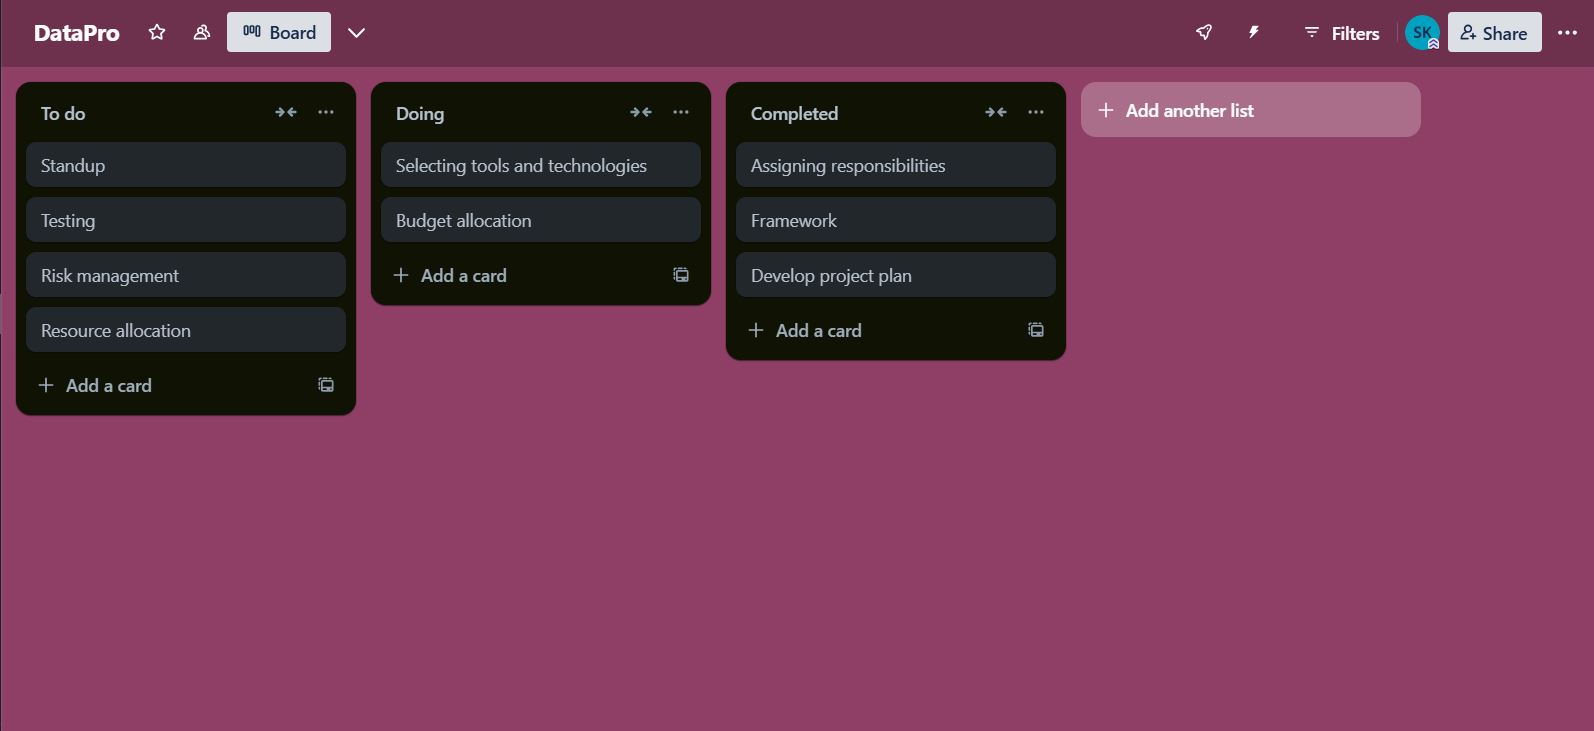 DataPro
Board
Filters
SK
Share
To do
Standup
Testing
Risk management
Resource allocation
Add a card
Doing
Selecting tools and technologies
Budget allocation
Add a card
Completed
Assigning responsibilities
Framework
Develop project plan
Add a card
Add another list